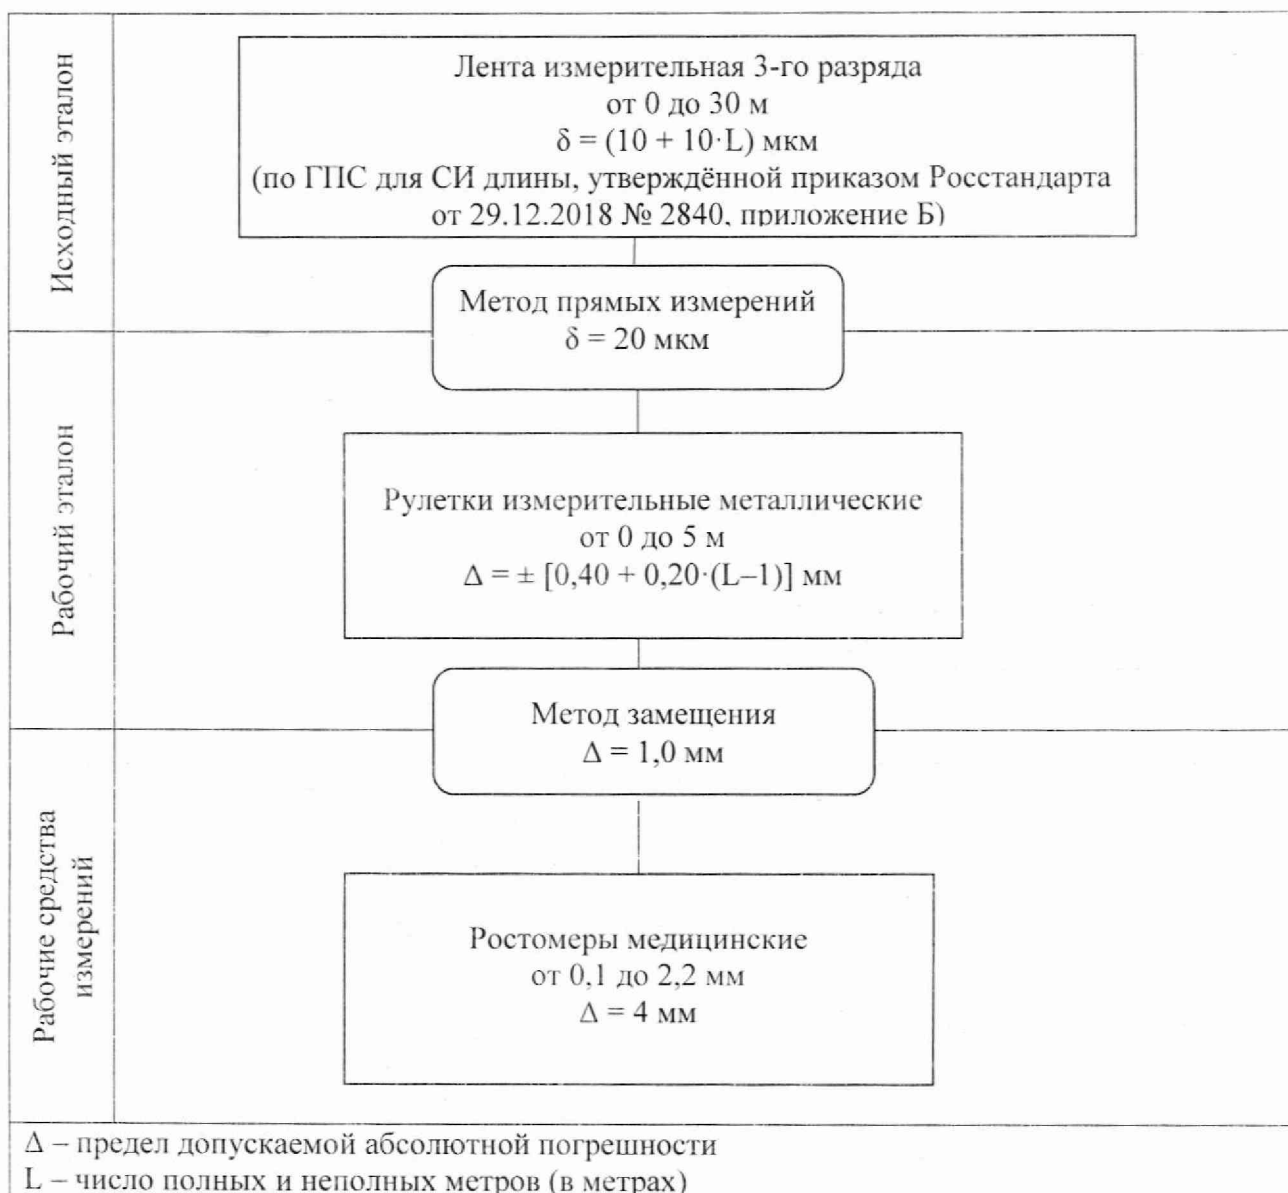 Исходный эталон
Лента измерительная 3-го разряда
от 0 до 30 м
δ = (10 + 10·L) мкм
(по ГПС для СИ длины, утверждённой приказом Росстандарта
от 29.12.2018 № 2840, приложение Б)
Метод прямых измерений
δ = 20 мкм
Рабочий эталон
Рулетки измерительные металлические
от 0 до 5 м
Δ = ± [0,40 + 0,20·(L–1)] мм
Метод замещения
Δ = 1,0 мм
Рабочие средства
измерений
Ростомеры медицинские
от 0,1 до 2,2 мм
Δ = 4 мм
Δ – предел допускаемой абсолютной погрешности
L – число полных и неполных метров (в метрах)